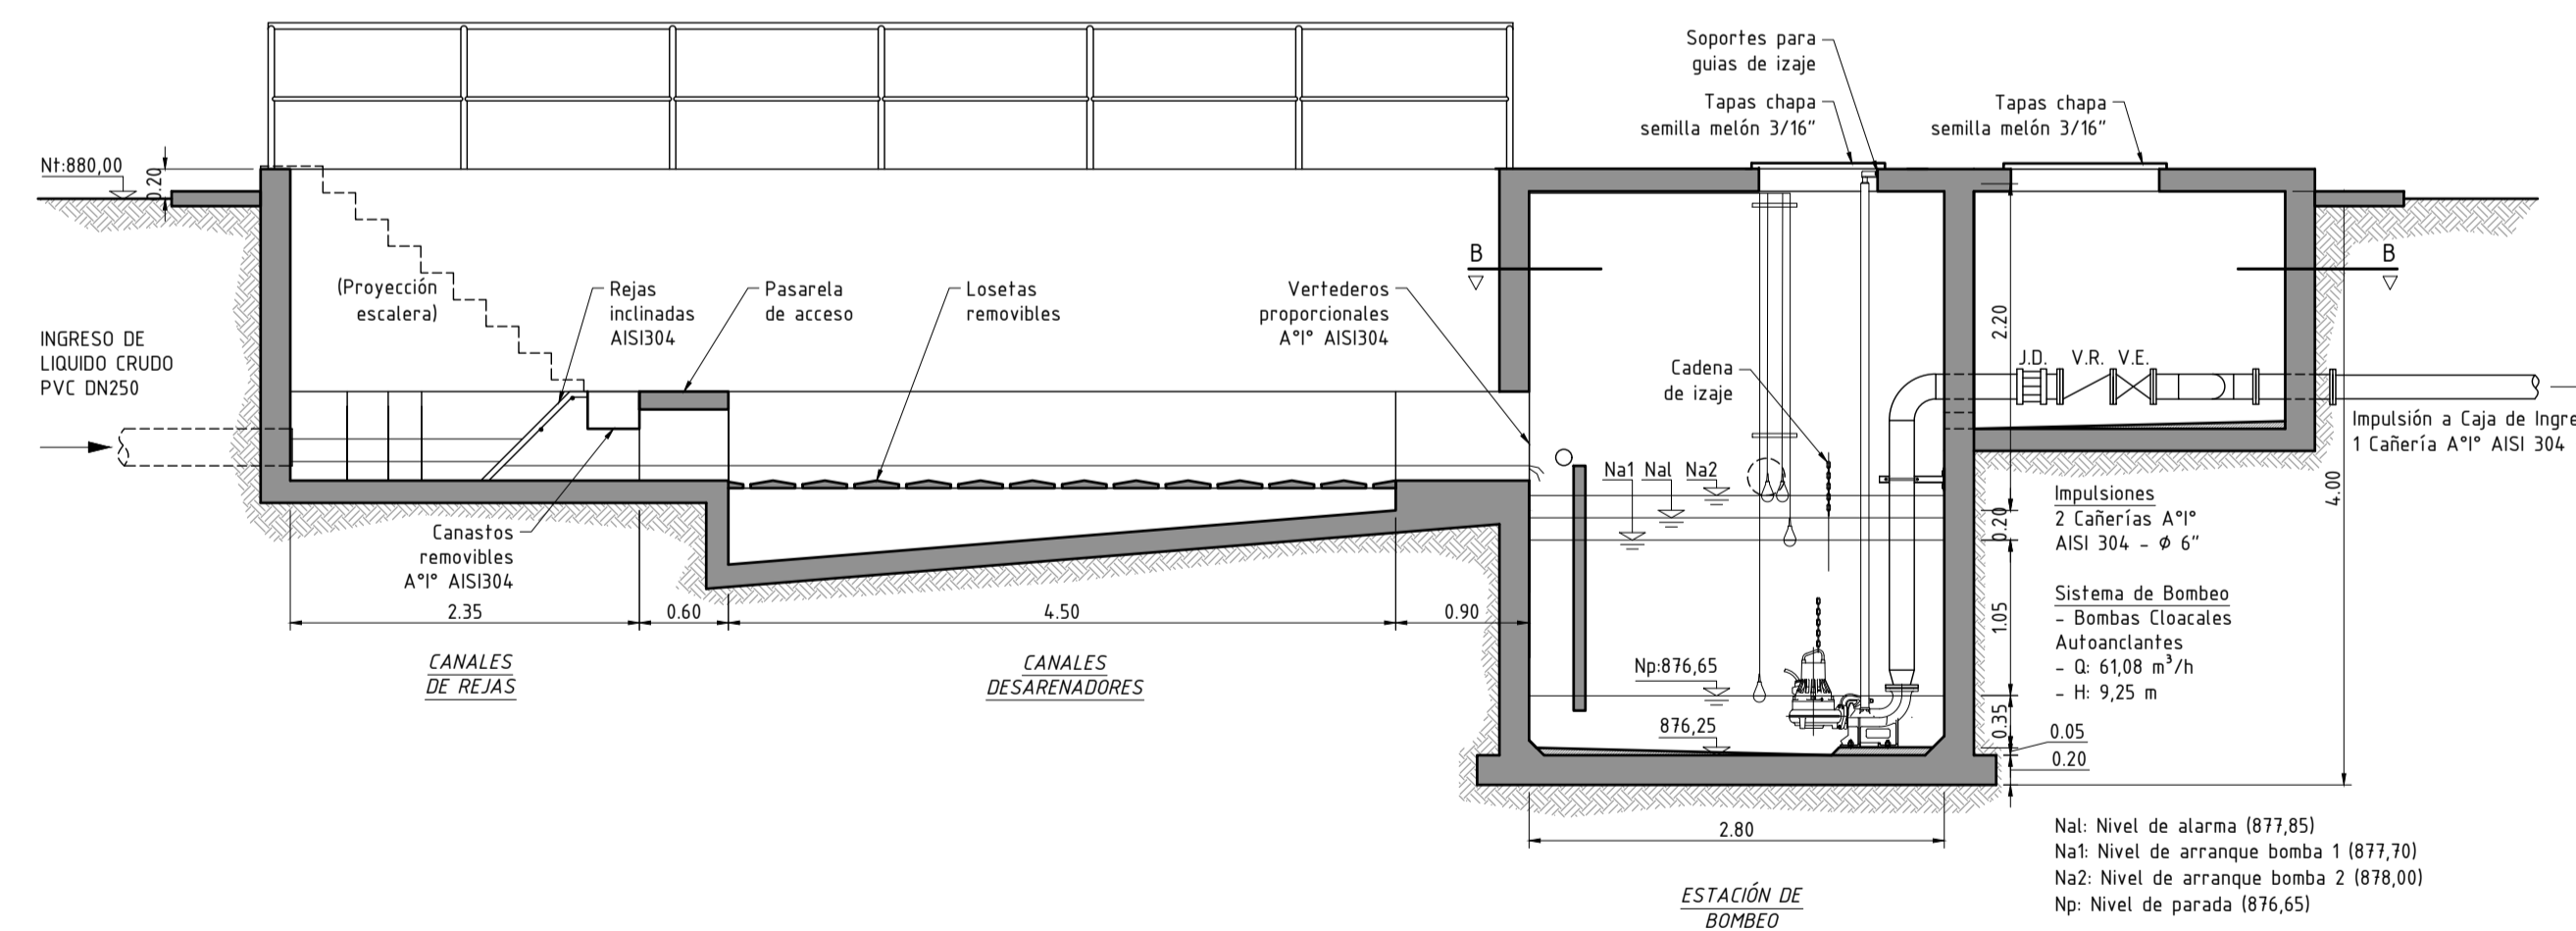 Soportes para
guias de izaje
Tapas chapa
semilla melón 3/16"
Tapas chapa
semilla melón 3/16"
Nt:880,00
0.20
B
B
(Proyección
escalera)
Rejas
inclinadas
AISI304
Pasarela
de acceso
Losetas
removibles
Vertederos
proporcionales
A°I° AISI304
INGRESO DE
LIQUIDO CRUDO
PVC DN250
2.20
J.D. V.R. V.E.
Cadena
de izaje
Impulsión a Caja de Ingre
1 Cañería A°I° AISI 304
Na1 Nal Na2
4.00
Impulsiones
2 Cañerías A°I°
AISI 304 - Φ 6"
0.20
Canastos
removibles
A°I° AISI304
Sistema de Bombeo
- Bombas Cloacales
Autoanclantes
- Q: 61,08 m³/h
- H: 9,25 m
2.35
0.60
4.50
0.90
1.05
CANALES
DE REJAS
CANALES
DESARENADORES
Np:876,65
0.35
876,25
0.05
0.20
2.80
Nal: Nivel de alarma (877,85)
Na1: Nivel de arranque bomba 1 (877,70)
Na2: Nivel de arranque bomba 2 (878,00)
Np: Nivel de parada (876,65)
ESTACIÓN DE
BOMBEO